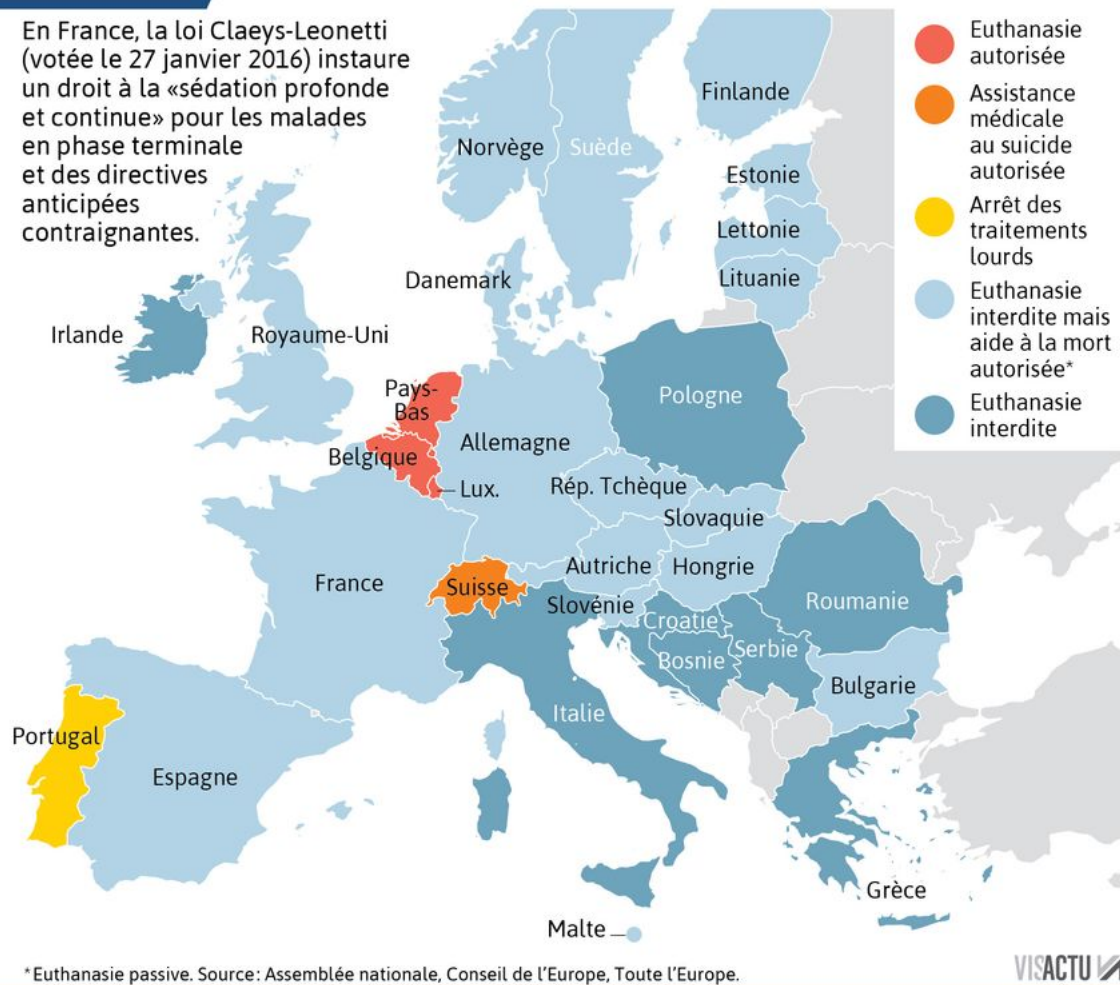 En France, la loi Claeys-Leonetti
(votée le 27 janvier 2016) instaure
un droit à la «sédation profonde
et continue» pour les malades
en phase terminale
et des directives
anticipées
contraignantes.
Euthanasie
autorisée
Assistance
médicale
au suicide
autorisée
Arrêt des
traitements
lourds
Euthanasie
interdite mais
aide à la mort
autorisée*
Euthanasie
interdite
Finlande
Norvège
Suède
Estonie
Lettonie
Lituanie
Danemark
Irlande
Royaume-Uni
Pays-
Bas
Pologne
Allemagne
Belgique
Lux.
Rép. Tchèque
Slovaquie
Autriche
Hongrie
France
Suisse
Slovénie
Roumanie
Croatie
Serbie
Bosnie
Bulgarie
Italie
Portugal
Espagne
Grèce
Malte
*Euthanasie passive. Source: Assemblée nationale, Conseil de l'Europe, Toute l'Europe.
VISACTU